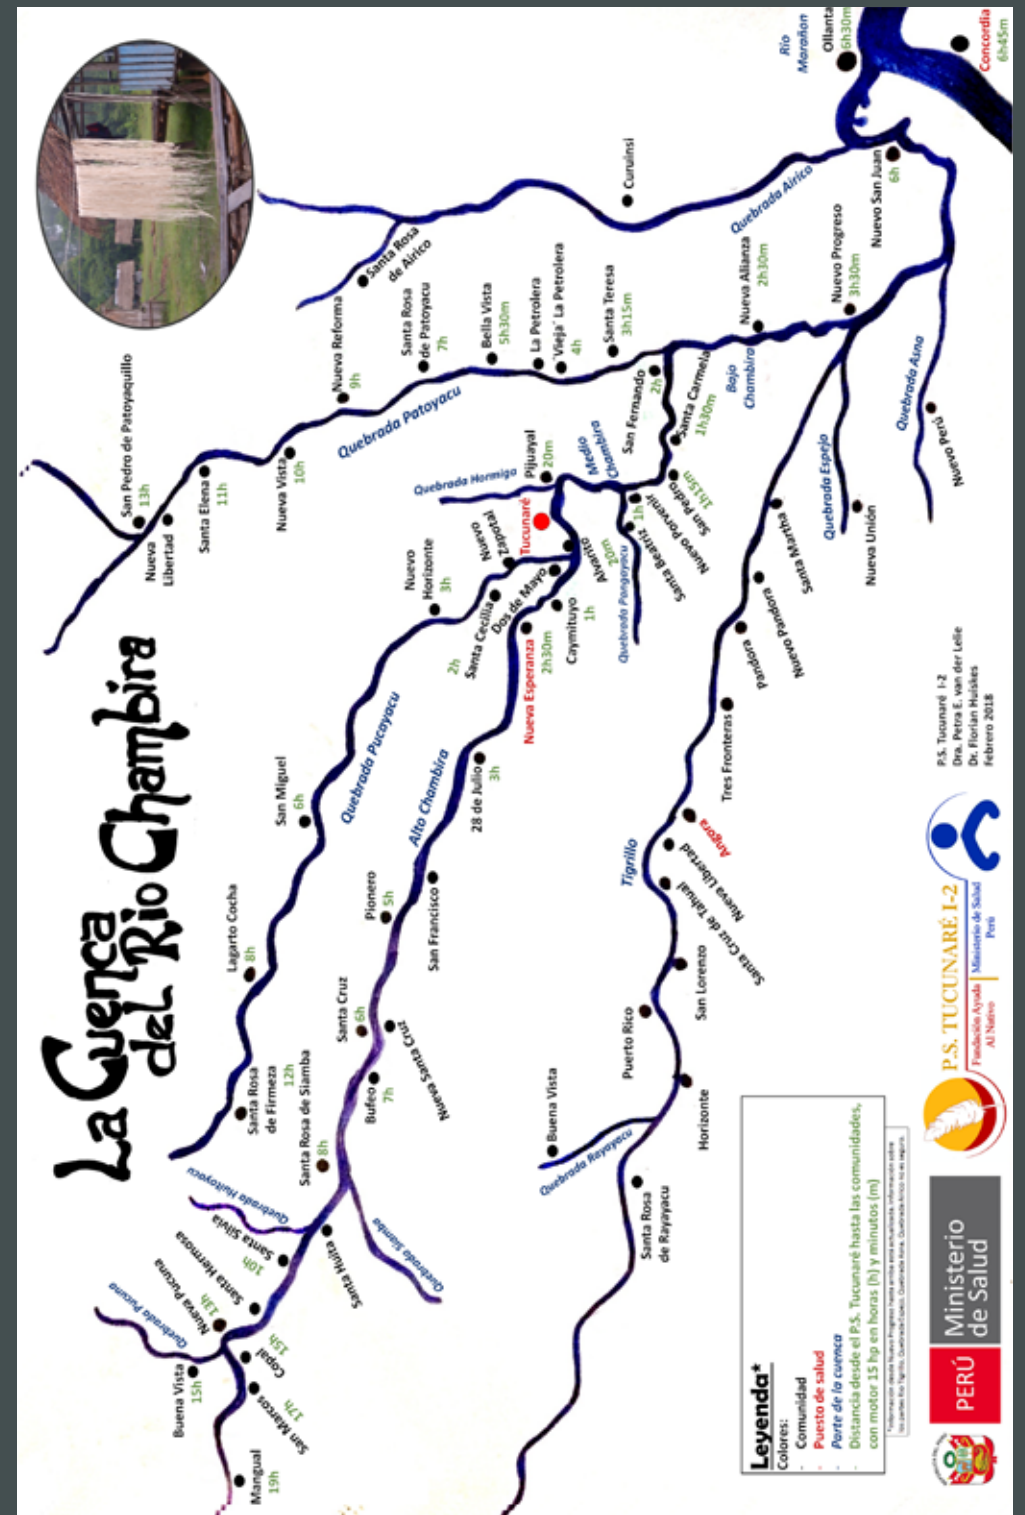 La Cuenca
del Rio Chambira
San Pedro de Patoyaquillo
13h
Nueva
Libertad
Santa Elena
11h
Nueva Vista
10h
Nueva Reforma
9h
Santa Rosa
de Patoyacu
7h
Quebrada Patoyacu
Bella Vista
5h30m
La Petrolera
'Vieja' La Petrolera
4h
Santa Teresa
3h15m
Santa Rosa
de Airico
Curuinsi
Quebrada Airico
Rio
Marañon
Ollanta
6h30m
Concordia
6h45m
Nuevo San Juan
6h
Nuevo Progreso
3h30m
Nueva Alianza
2h30m
Bajo
Chambira
San Fernando
2h
Santa Carmela
1h30m
San Pedro
1h15m
Nuevo Porvenir
1h
Santa Beatriz
Quebrada Pangayacu
Medio
Chambira
Quebrada Hormiga
Pijuayal
20m
Tucunaré
Alvarito
20m
Nuevo
Zapotal
Dos de Mayo
Caymituyo
1h
Santa Cecilia
2h
Nuevo
Horizonte
3h
Nueva Esperanza
2h30m
Quebrada Pucayacu
San Miguel
6h
Lagarto Cocha
8h
Santa Rosa
de Firmeza
12h
Alto Chambira
28 de Julio
3h
San Francisco
Pionero
5h
Santa Cruz
6h
Nueva Santa Cruz
Bufeo
7h
Santa Rosa de Siamba
8h
Quebrada Siamba
Quebrada Huitoyacu
Santa Huita
Santa Silvia
10h
Santa Hermosa
Nueva Pucuna
13h
Quebrada Pucuna
Copal
15h
Buena Vista
15h
San Marcos
17h
Mangual
19h
Quebrada Asna
Nuevo Perú
Quebrada Espejo
Nueva Unión
Santa Martha
Nuevo Pandora
Pandora
Tres Fronteras
Angora
Nueva Libertad
Santa Cruz de Tahual
Tigrillo
San Lorenzo
Puerto Rico
Horizonte
Buena Vista
Quebrada Rayayacu
Santa Rosa
de Rayayacu
Leyenda*
Colores:
- Comunidad
- Puesto de salud
- Parte de la cuenca
- Distancia desde el P.S. Tucunaré hasta las comunidades,
con motor 15 hp en horas (h) y minutos (m)
P.S. Tucunaré I-2
Dra. Petra E. van der Lelie
Dr. Florian Huiskes
Febrero 2018
P.S. TUCUNARÉ I-2
Fundación Ayuda
Al Nativo
Ministerio de Salud
Perú
PERÚ
Ministerio
de Salud